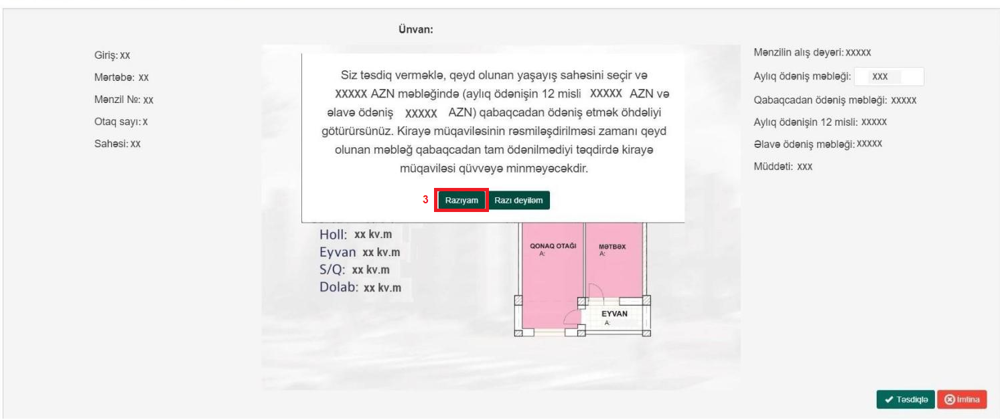 Ünvan:
Giriş: xx
Mərtəbə: xx
Mənzil №: xx
Otaq sayı: x
Sahəsi: xx
Siz təsdiq verməklə, qeyd olunan yaşayış sahəsini seçir və
XXXXX AZN məbləğində (aylıq ödənişin 12 misli XXXXX AZN və
əlavə ödəniş XXXXX AZN) qabaqcadan ödəniş etmək öhdəliyi
götürürsünüz. Kirayə müqaviləsinin rəsmiləşdirilməsi zamanı qeyd
olunan məbləğ qabaqcadan tam ödənilmədiyi təqdirdə kirayə
müqaviləsi qüvvəyə minməyəcəkdir.
3 Razıyam Razı deyiləm
Holl: xx kv.m
Eyvan xx kv.m
S/Q: xx kv.m
Dolab: xx kv.m
QONAQ OTAĞI
A:
MƏTBƏX
A:
EYVAN
A:
Mənzilin alış dəyəri: xxxxx
Aylıq ödəniş məbləği: xxx
Qabaqcadan ödəniş məbləği: xxxxx
Aylıq ödənişin 12 misli: xxxxx
Əlavə ödəniş məbləği: xxxxx
Müddəti: xxx
Təsdiqlə İmtina